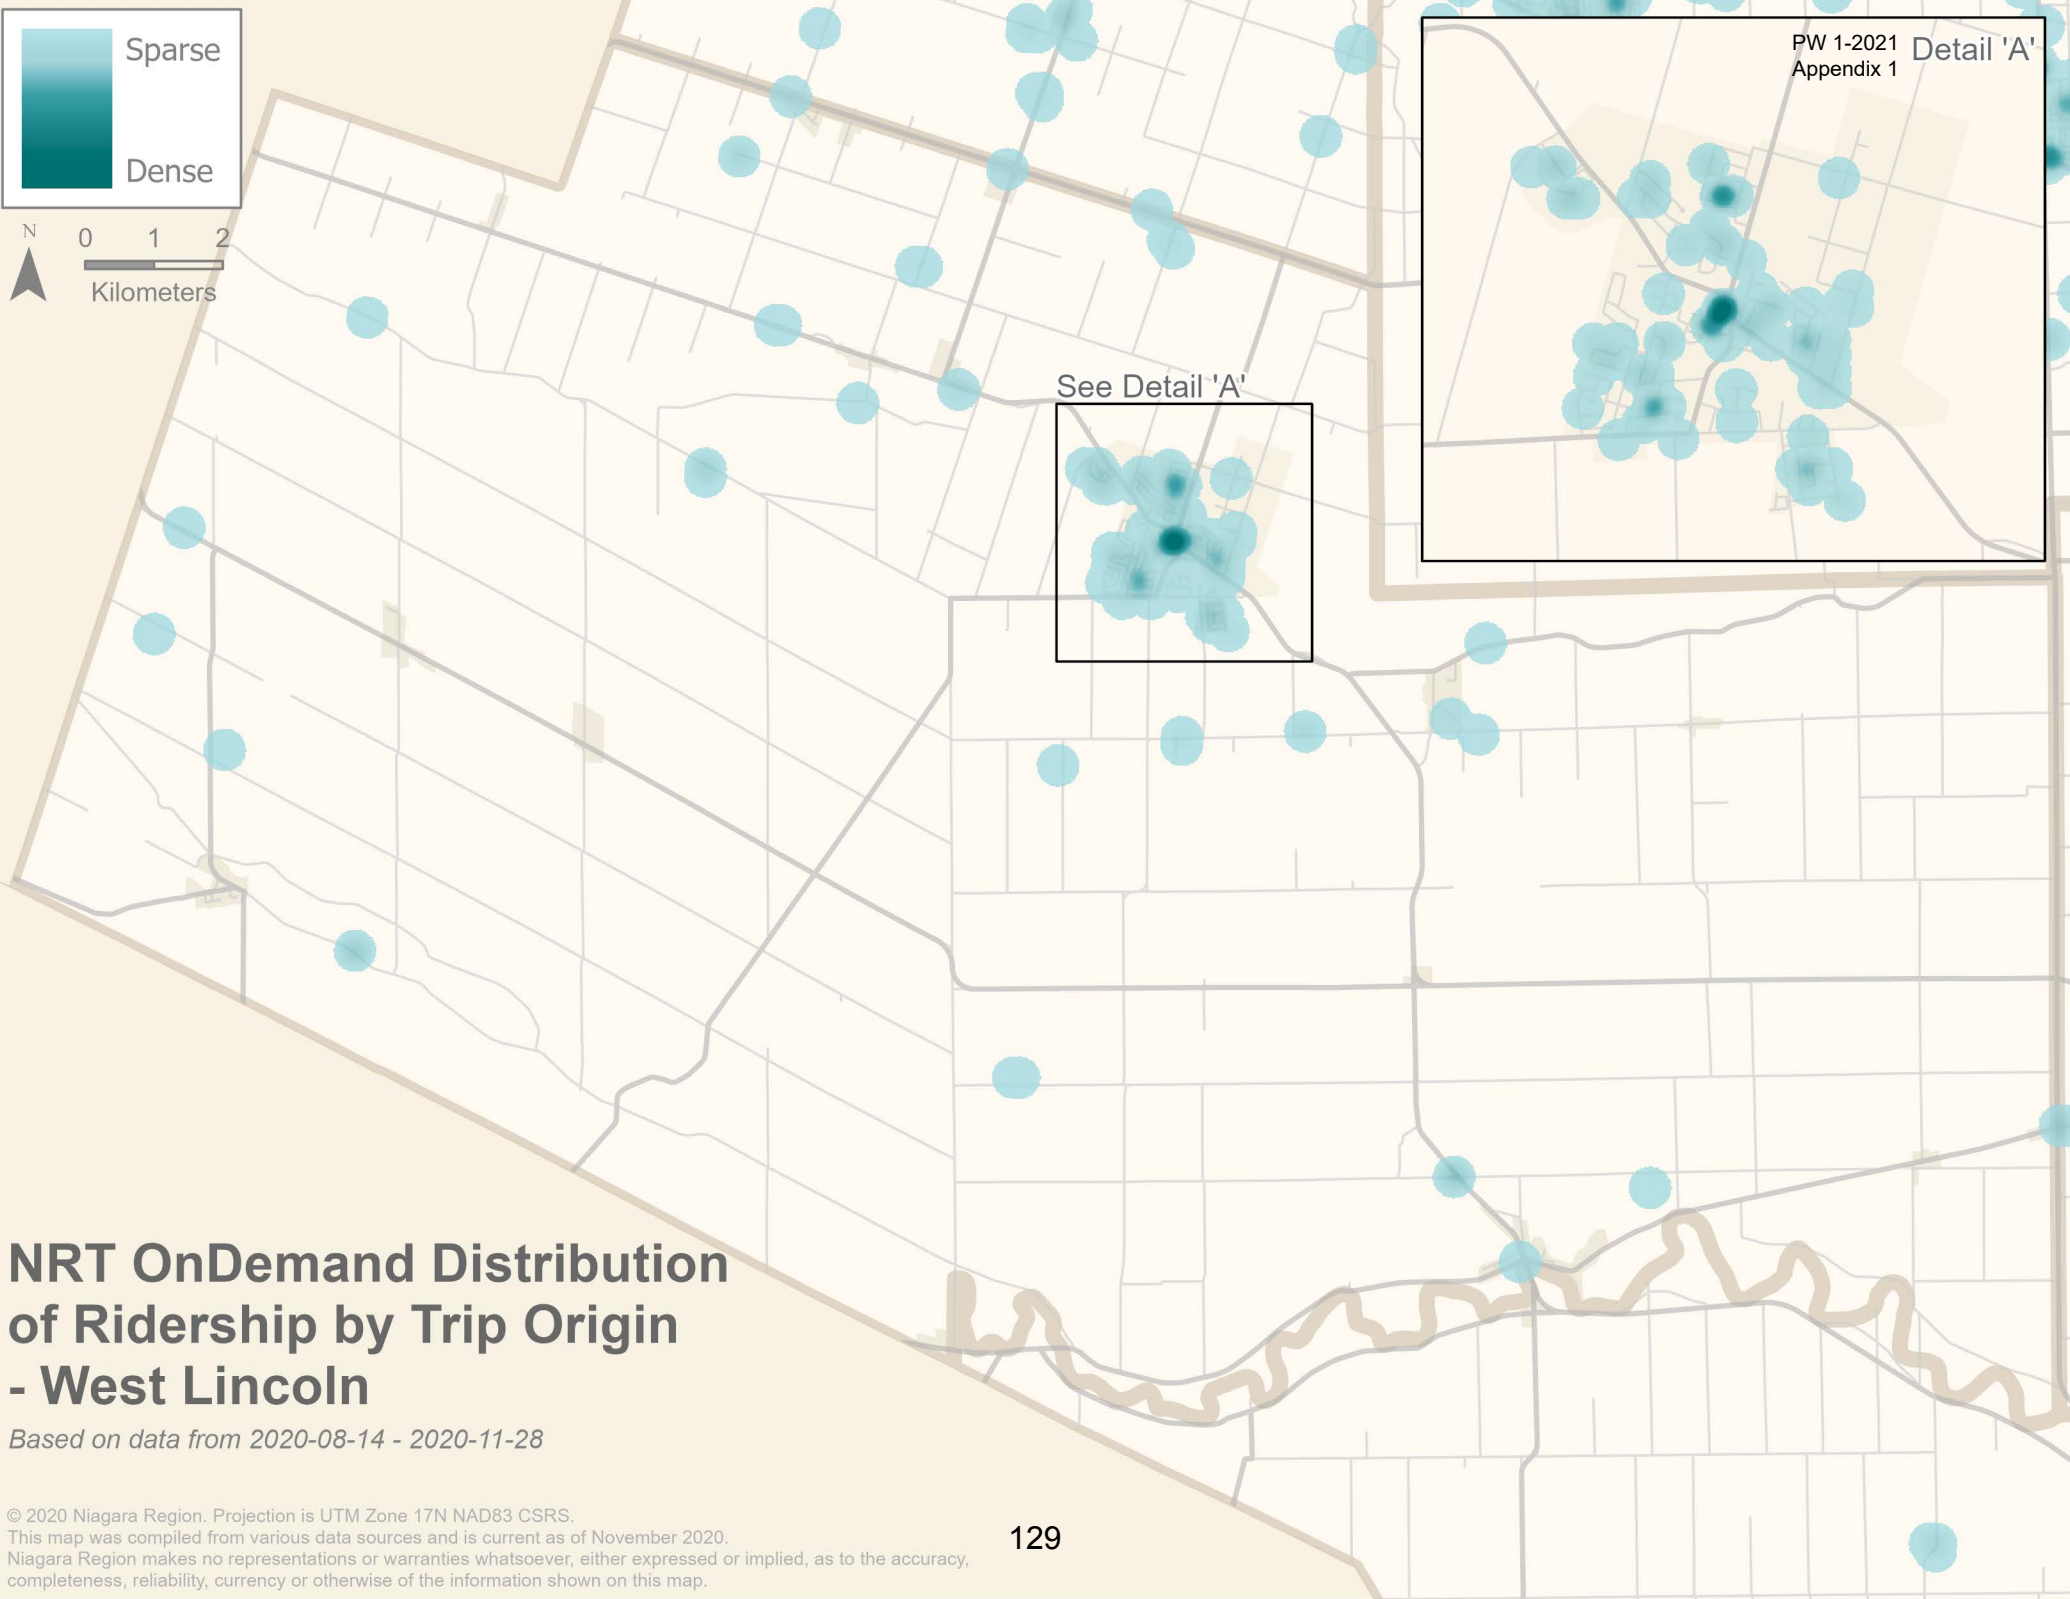 Sparse
Dense
N
0 1 2
Kilometers
PW 1-2021
Appendix 1
Detail 'A'
See Detail 'A'
NRT OnDemand Distribution
of Ridership by Trip Origin
- West Lincoln
Based on data from 2020-08-14 - 2020-11-28
© 2020 Niagara Region. Projection is UTM Zone 17N NAD83 CSRS.
This map was compiled from various data sources and is current as of November 2020.
Niagara Region makes no representations or warranties whatsoever, either expressed or implied, as to the accuracy,
completeness, reliability, currency or otherwise of the information shown on this map.
129